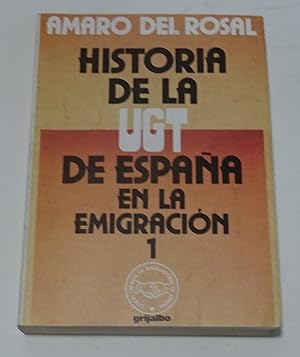 AMARO DEL ROSAL
HISTORIA
DE LA
UGT
DE ESPAÑA
EN LA
EMIGRACIÓN
1
grijalbo